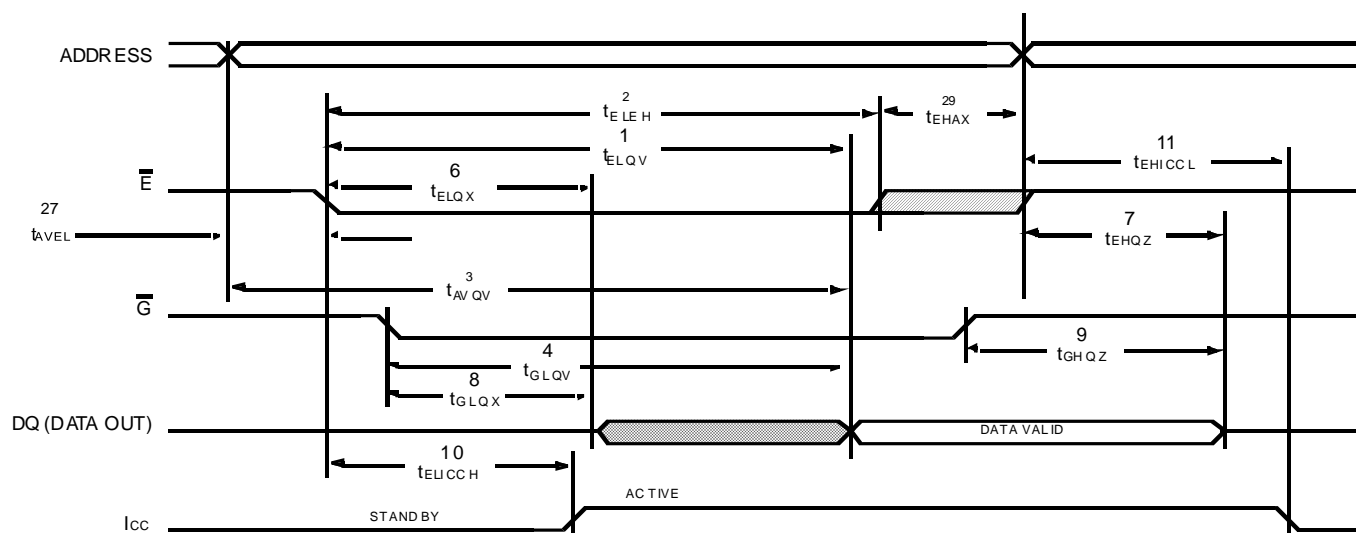 ADDRESS
2
tELEH
29
tEHAX
1
tELQV
11
tEHICCL
E
6
tELQX
27
tAVEL
7
tEHQZ
3
tAVQV
G
9
tGHQZ
4
tGLQV
8
tGLQX
DQ (DATA OUT)
DATA VALID
10
tELICCH
ACTIVE
Icc
STANDBY